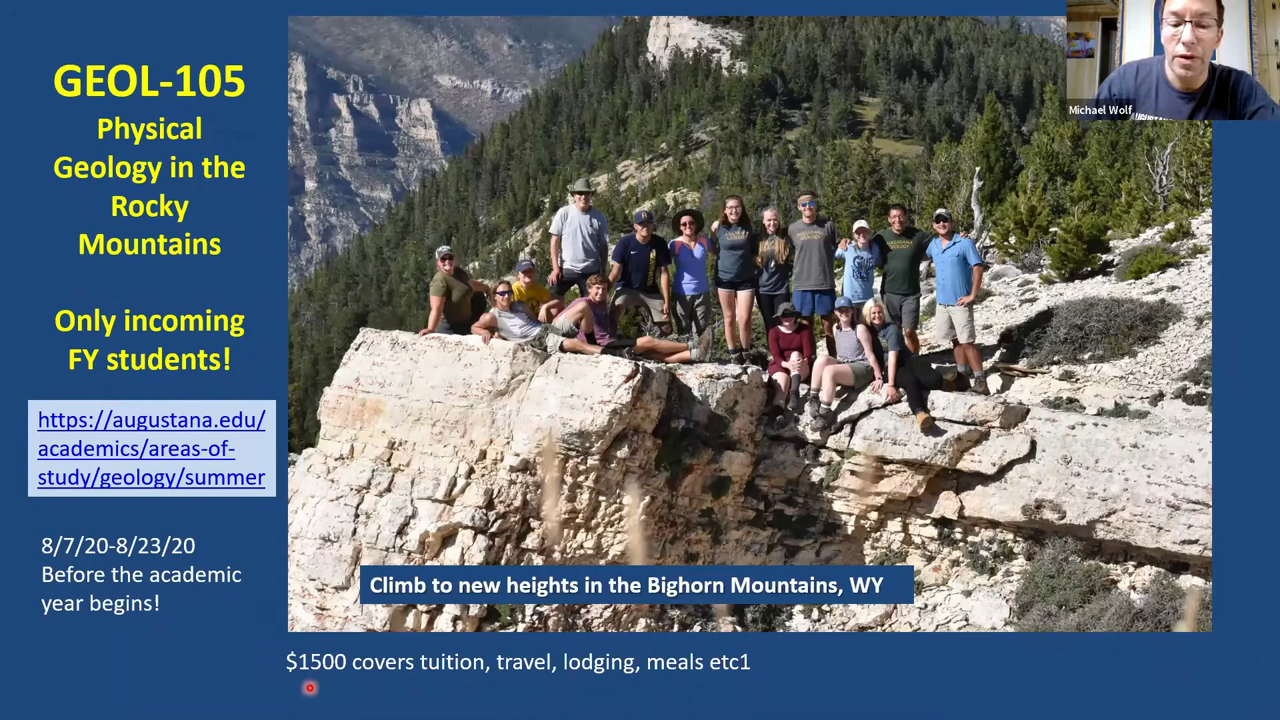 GEOL-105
Physical
Geology in the
Rocky
Mountains
Only incoming
FY students!
https://augustana.edu/
academics/areas-of-
study/geology/summer
8/7/20-8/23/20
Before the academic
year begins!
Climb to new heights in the Bighorn Mountains, WY
$1500 covers tuition, travel, lodging, meals etc1
Michael Wolf